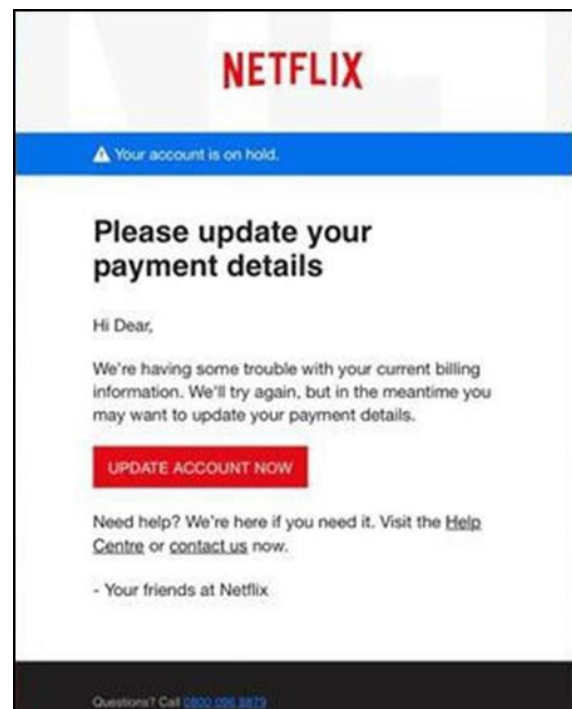 NETFLIX
Your account is on hold.
Please update your
payment details
Hi Dear,
We're having some trouble with your current billing
information. We'll try again, but in the meantime you
may want to update your payment details.
UPDATE ACCOUNT NOW
Need help? We're here if you need it. Visit the Help
Centre or contact us now.
- Your friends at Netflix
Questions? Call 0800 096 8879